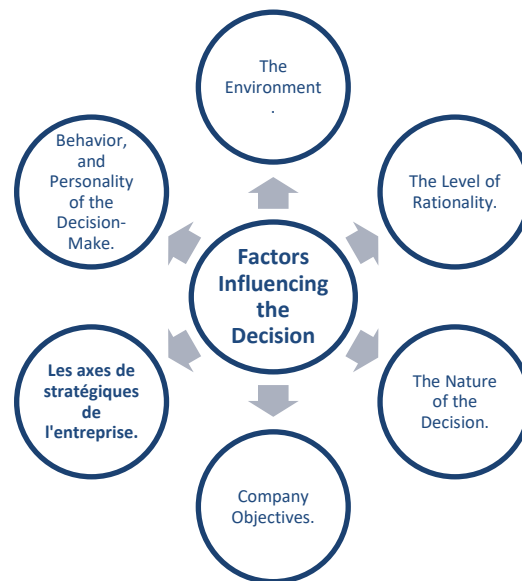 The
Environment
.
Behavior,
and
Personality
of the
Decision-
Make.
The Level of
Rationality.
Factors
Influencing
the
Decision
Les axes de
stratégiques
de
l'entreprise.
The Nature
of the
Decision.
Company
Objectives.